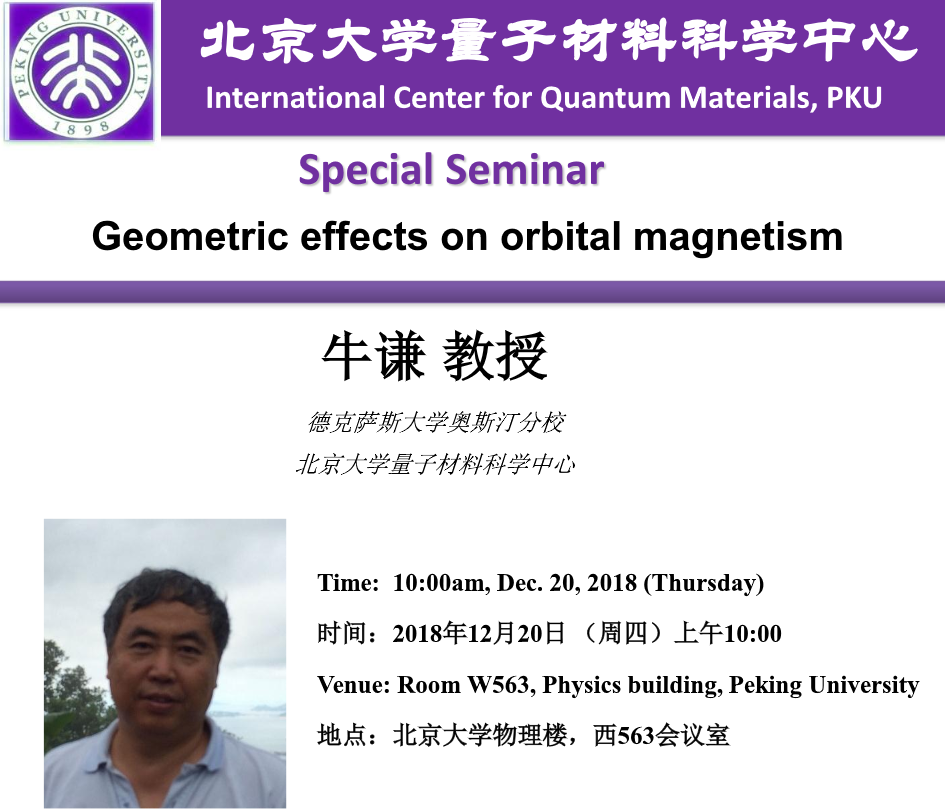 PEKING UNIVERSITY
1898
北京大学量子材料科学中心
International Center for Quantum Materials, PKU
Special Seminar
Geometric effects on orbital magnetism
牛谦 教授
德克萨斯大学奥斯汀分校
北京大学量子材料科学中心
Time:  10:00am, Dec. 20, 2018 (Thursday)
时间：2018年12月20日 （周四）上午10:00
Venue: Room W563, Physics building, Peking University
地点：北京大学物理楼，西563会议室